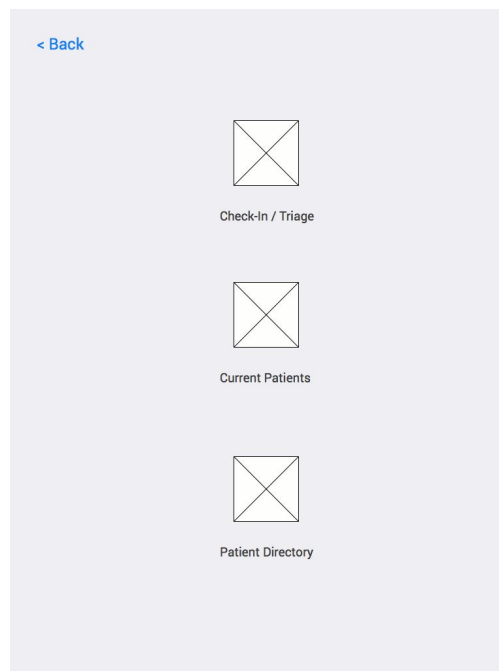 < Back
Check-In / Triage
Current Patients
Patient Directory